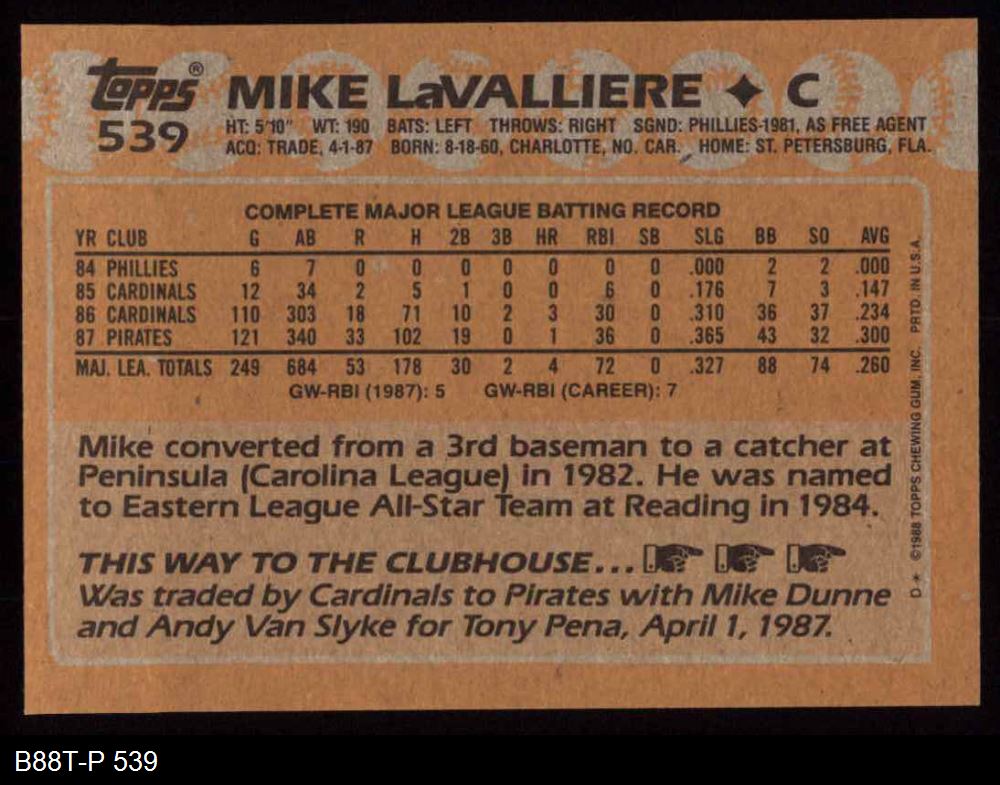 topps® MIKE LaVALLIERE ✦ C
539 HT: 5'10" WT: 190 BATS: LEFT THROWS: RIGHT SGND: PHILLIES-1981, AS FREE AGENT
ACQ: TRADE, 4-1-87 BORN: 8-18-60, CHARLOTTE, NO. CAR. HOME: ST. PETERSBURG, FLA.
COMPLETE MAJOR LEAGUE BATTING RECORD
YR CLUB G AB R H 2B 3B HR RBI SB SLG BB SO AVG
84 PHILLIES 6 7 0 0 0 0 0 0 0 .000 2 2 .000
85 CARDINALS 12 34 2 5 1 0 0 6 0 .176 7 3 .147
86 CARDINALS 110 303 18 71 10 2 3 30 0 .310 36 37 .234
87 PIRATES 121 340 33 102 19 0 1 36 0 .365 43 32 .300
MAJ. LEA. TOTALS 249 684 53 178 30 2 4 72 0 .327 88 74 .260
GW-RBI (1987): 5 GW-RBI (CAREER): 7
Mike converted from a 3rd baseman to a catcher at
Peninsula (Carolina League) in 1982. He was named
to Eastern League All-Star Team at Reading in 1984.
THIS WAY TO THE CLUBHOUSE...
Was traded by Cardinals to Pirates with Mike Dunne
and Andy Van Slyke for Tony Pena, April 1, 1987.
D* ©1988 TOPPS CHEWING GUM, INC. PRTD. IN U.S.A.
B88T-P 539